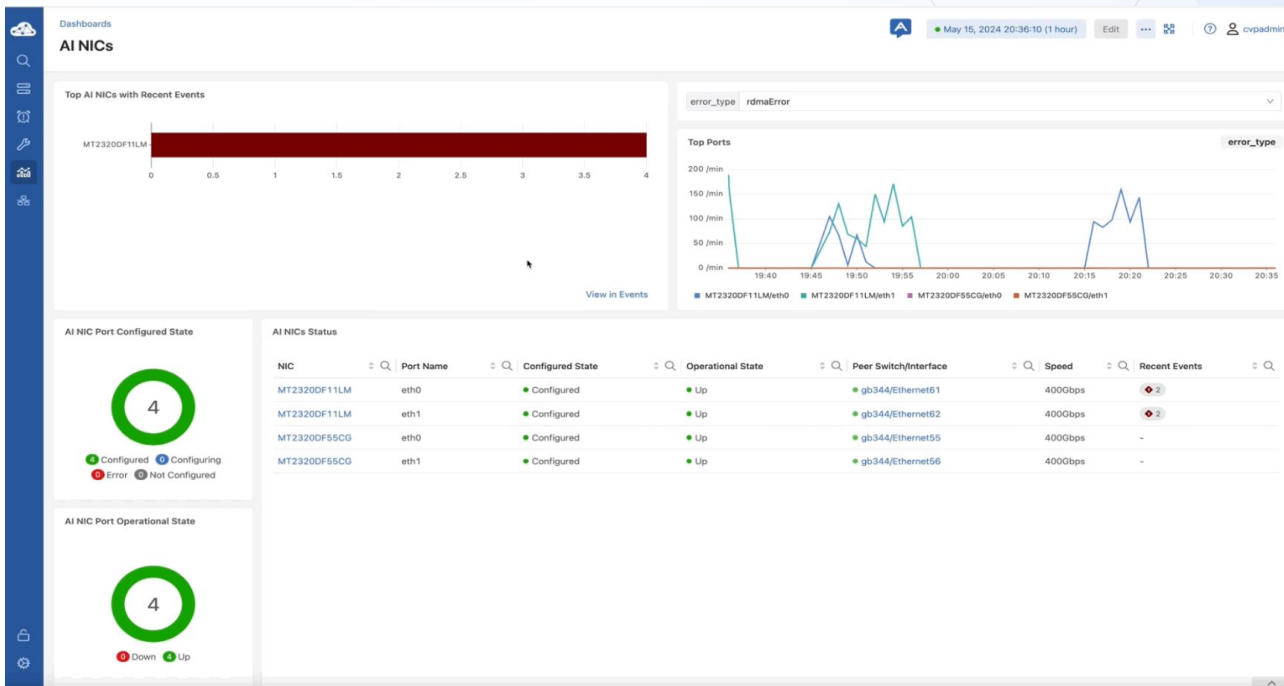 Dashboards
AI NICs
May 15, 2024 20:36:10 (1 hour)
Edit
cvpadmin
Top AI NICs with Recent Events
MT2320DF11LM
0 0.5 1 1.5 2 2.5 3 3.5 4
View in Events
error_type rdmaError
Top Ports
error_type
200 /min
150 /min
100 /min
50 /min
0 /min
19:40 19:45 19:50 19:55 20:00 20:05 20:10 20:15 20:20 20:25 20:30 20:35
MT2320DF11LM/eth0 MT2320DF11LM/eth1 MT2320DF55CG/eth0 MT2320DF55CG/eth1
AI NIC Port Configured State
4
4 Configured 0 Configuring
0 Error 0 Not Configured
AI NICs Status
NIC Port Name Configured State Operational State Peer Switch/Interface Speed Recent Events
MT2320DF11LM eth0 Configured Up gb344/Ethernet61 400Gbps 2
MT2320DF11LM eth1 Configured Up gb344/Ethernet62 400Gbps 2
MT2320DF55CG eth0 Configured Up gb344/Ethernet55 400Gbps -
MT2320DF55CG eth1 Configured Up gb344/Ethernet56 400Gbps -
AI NIC Port Operational State
4
0 Down 4 Up